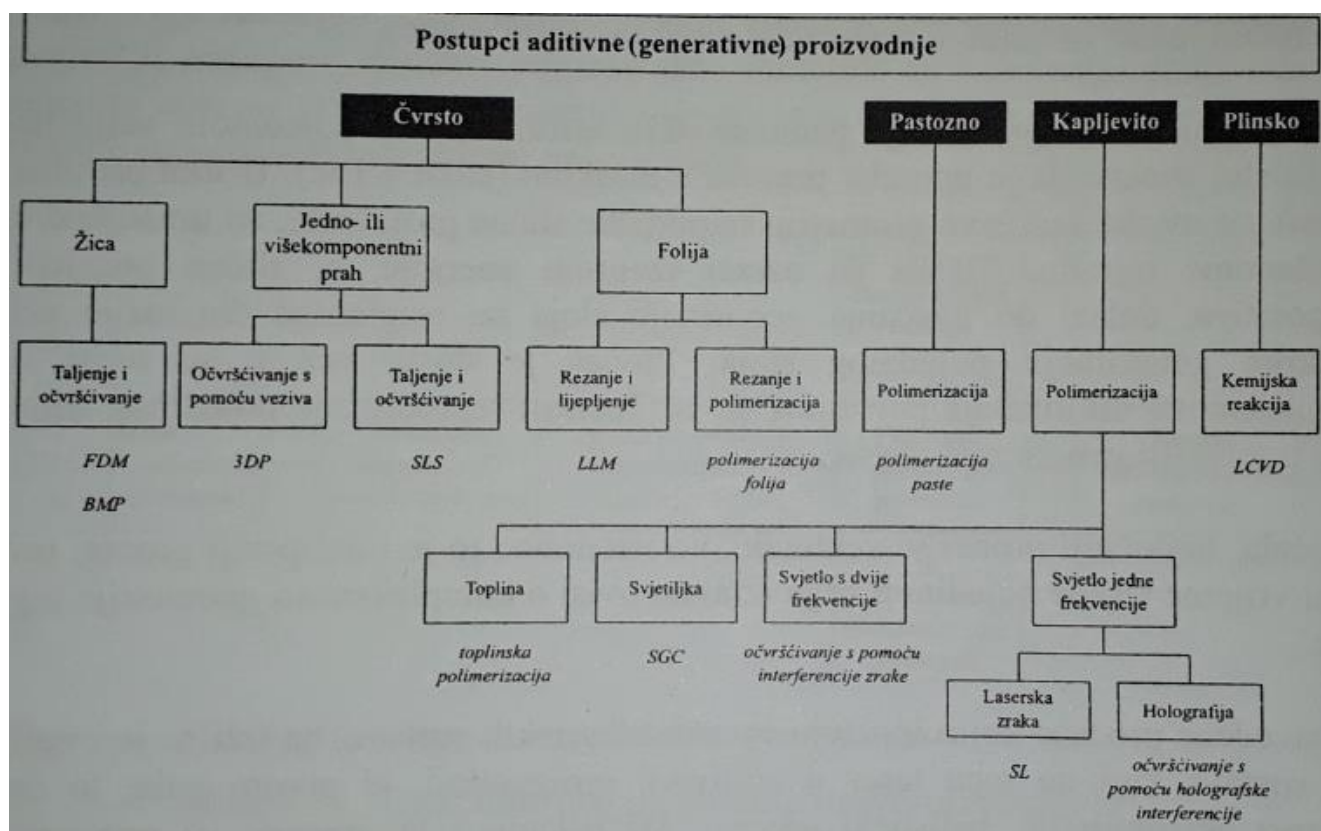 Postupci aditivne (generativne) proizvodnje
Čvrsto
Pastozno
Kapljevito
Plinsko
Žica
Jedno- ili
višekomponentni
prah
Folija
Taljenje i
očvršćivanje
Očvršćivanje s
pomoću veziva
Taljenje i
očvršćivanje
Rezanje i
lijepljenje
Rezanje i
polimerizacija
Polimerizacija
Polimerizacija
Kemijska
reakcija
FDM
BMP
3DP
SLS
LLM
polimerizacija
folija
polimerizacija
paste
LCVD
Toplina
Svjetiljka
Svjetlo s dvije
frekvencije
Svjetlo jedne
frekvencije
toplinska
polimerizacija
SGC
očvršćivanje s pomoću
interferencije zrake
Laserska
zraka
Holografija
SL
očvršćivanje s
pomoću holografske
interferencije